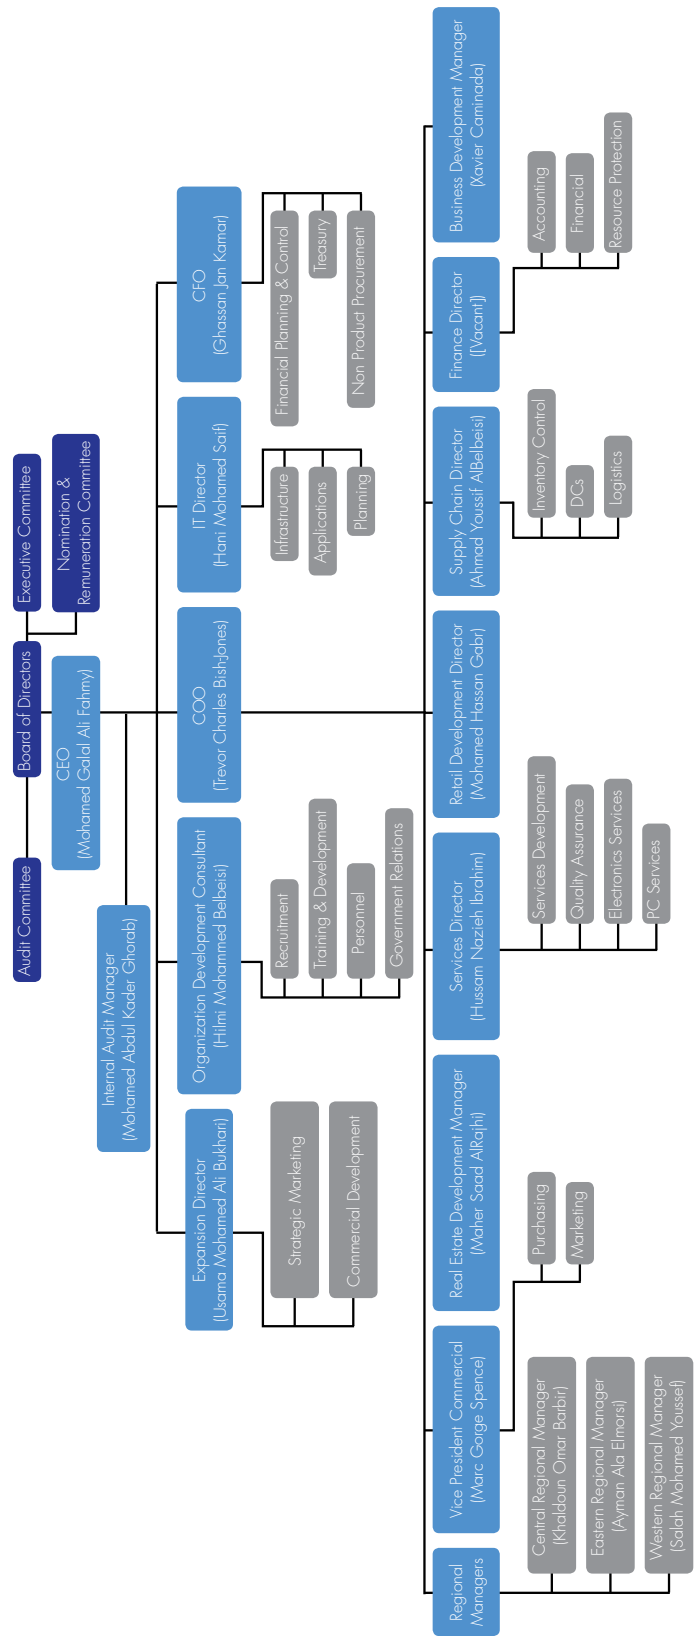 Audit Committee
Board of Directors
Executive Committee
Nomination &
Remuneration Committee
CEO
(Mohamed Galal Ali Fahmy)
Internal Audit Manager
(Mohamed Abdul Kader Ghorab)
Expansion Director
(Usama Mohamed Ali Bukhari)
Strategic Marketing
Commercial Development
Organization Development Consultant
(Hilmi Mohammed Belbeisi)
Recruitment
Training & Development
Personnel
Government Relations
COO
(Trevor Charles Bish-Jones)
IT Director
(Hani Mohamed Saif)
Infrastructure
Applications
Planning
CFO
(Ghassan Jan Kamar)
Financial Planning & Control
Treasury
Non Product Procurement
Regional
Managers
Central Regional Manager
(Khaldoun Omar Barbir)
Eastern Regional Manager
(Ayman Ala Elmorsi)
Western Regional Manager
(Salah Mohamed Youssef)
Vice President Commercial
(Marc Gorge Spence)
Purchasing
Marketing
Real Estate Development Manager
(Maher Saad AlRajhi)
Services Director
(Hussam Nazieh Ibrahim)
Services Development
Quality Assurance
Electronics Services
PC Services
Retail Development Director
(Mohamed Hassan Gabr)
Supply Chain Director
(Ahmad Youssif AlBelbeisi)
Inventory Control
DCs
Logistics
Finance Director
([Vacant])
Accounting
Financial
Resource Protection
Business Development Manager
(Xavier Caminada)